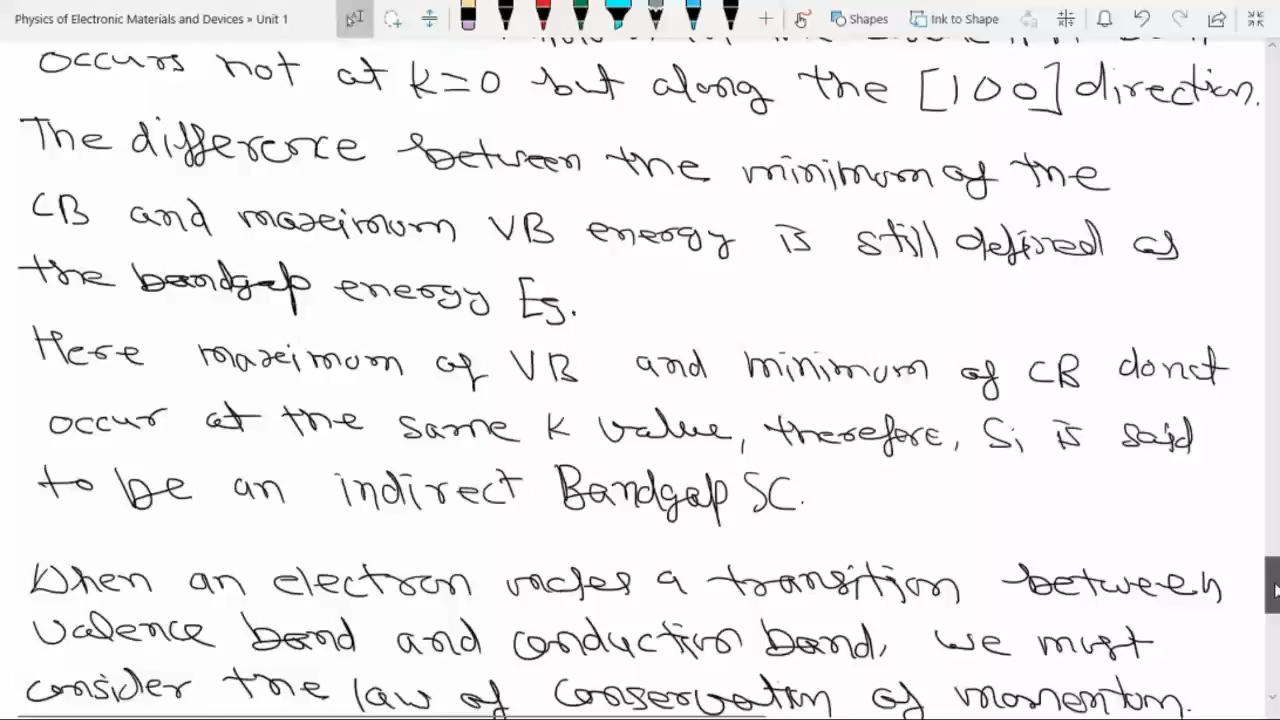 Physics of Electronic Materials and Devices » Unit 1
Shapes
Ink to Shape
occurs not at k=0 but along the [100] direction.
The difference between the minimum of the
CB and maximum VB energy is still defined as
the bandgap energy Eg.
Here maximum of VB and minimum of CB donot
occur at the same k value, therefore, Si is said
to be an indirect Bandgap SC.
When an electron makes a transition between
valence band and conduction band, we must
consider the law of conservation of momentum.